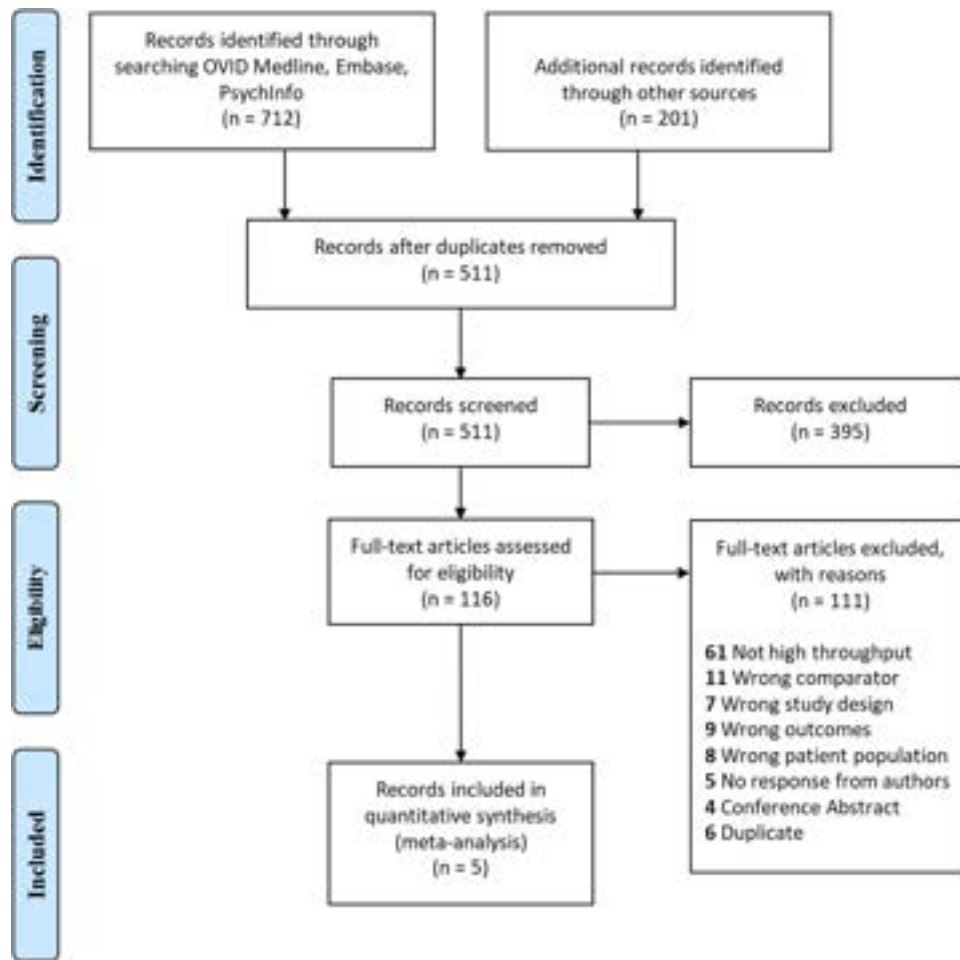 Identification
Records identified through
searching OVID Medline, Embase,
PsychInfo
(n = 712)
Additional records identified
through other sources
(n = 201)
Records after duplicates removed
(n = 511)
Screening
Records screened
(n = 511)
Records excluded
(n = 395)
Eligibility
Full-text articles assessed
for eligibility
(n = 116)
Full-text articles excluded,
with reasons
(n = 111)
61 Not high throughput
11 Wrong comparator
7 Wrong study design
9 Wrong outcomes
8 Wrong patient population
5 No response from authors
4 Conference Abstract
6 Duplicate
Included
Records included in
quantitative synthesis
(meta-analysis)
(n = 5)